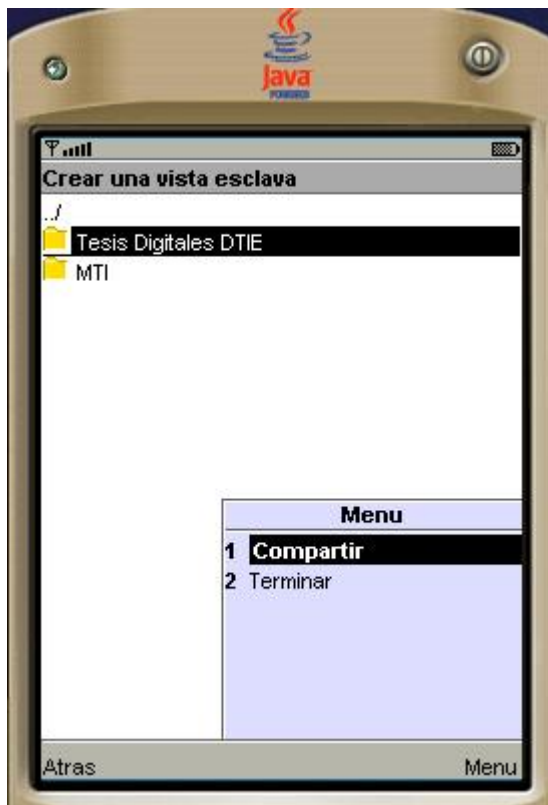 Java
POWERED
Crear una vista esclava
../
Tesis Digitales DTIE
MTI
Menu
1 Compartir
2 Terminar
Atras
Menu